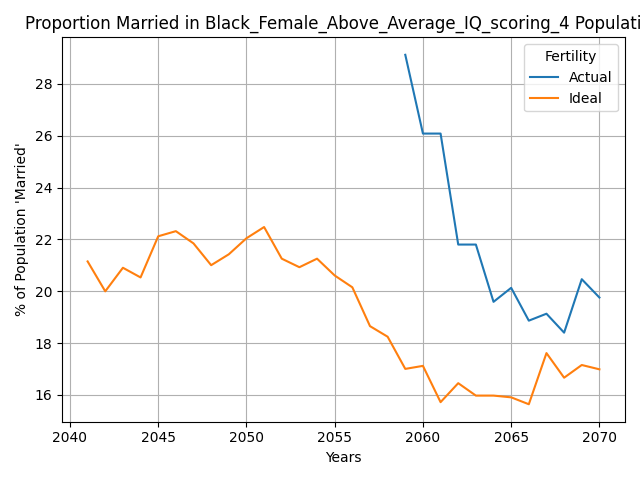 Proportion Married in Black_Female_Above_Average_IQ_scoring_4 Populati
Fertility
Actual
Ideal
28
26
24
22
20
18
16
% of Population 'Married'
2040
2045
2050
2055
2060
2065
2070
Years